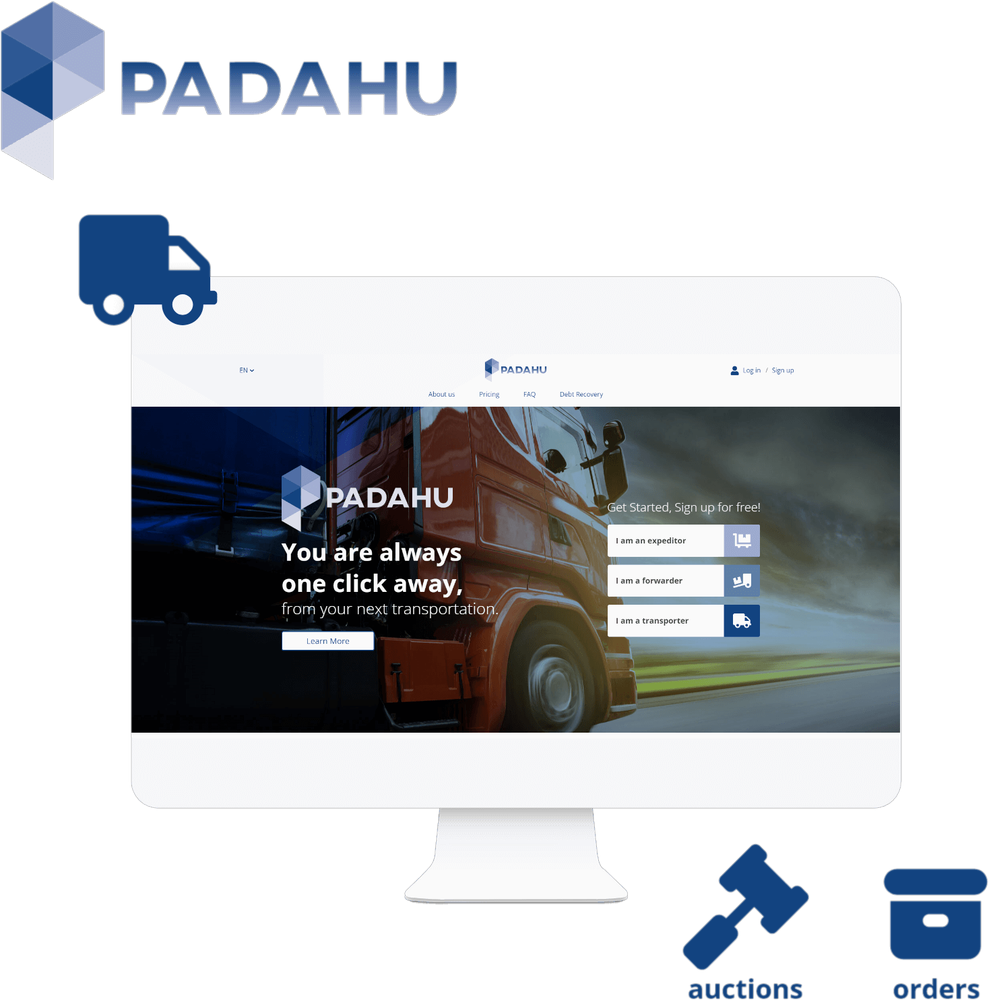 PADAHU
EN
PADAHU
Log in / Sign up
About us Pricing FAQ Debt Recovery
PADAHU
You are always
one click away,
from your next transportation.
Learn More
Get Started, Sign up for free!
I am an expeditor
I am a forwarder
I am a transporter
auctions orders